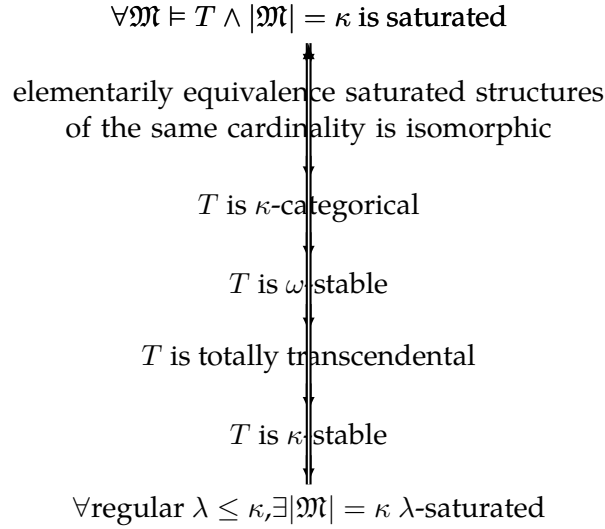 ∀𝔐 ⊨ T ∧ |𝔐| = κ is saturated
elementarily equivalence saturated structures
of the same cardinality is isomorphic
T is κ-categorical
T is ω-stable
T is totally transcendental
T is κ-stable
∀regular λ ≤ κ,∃|𝔐| = κ λ-saturated